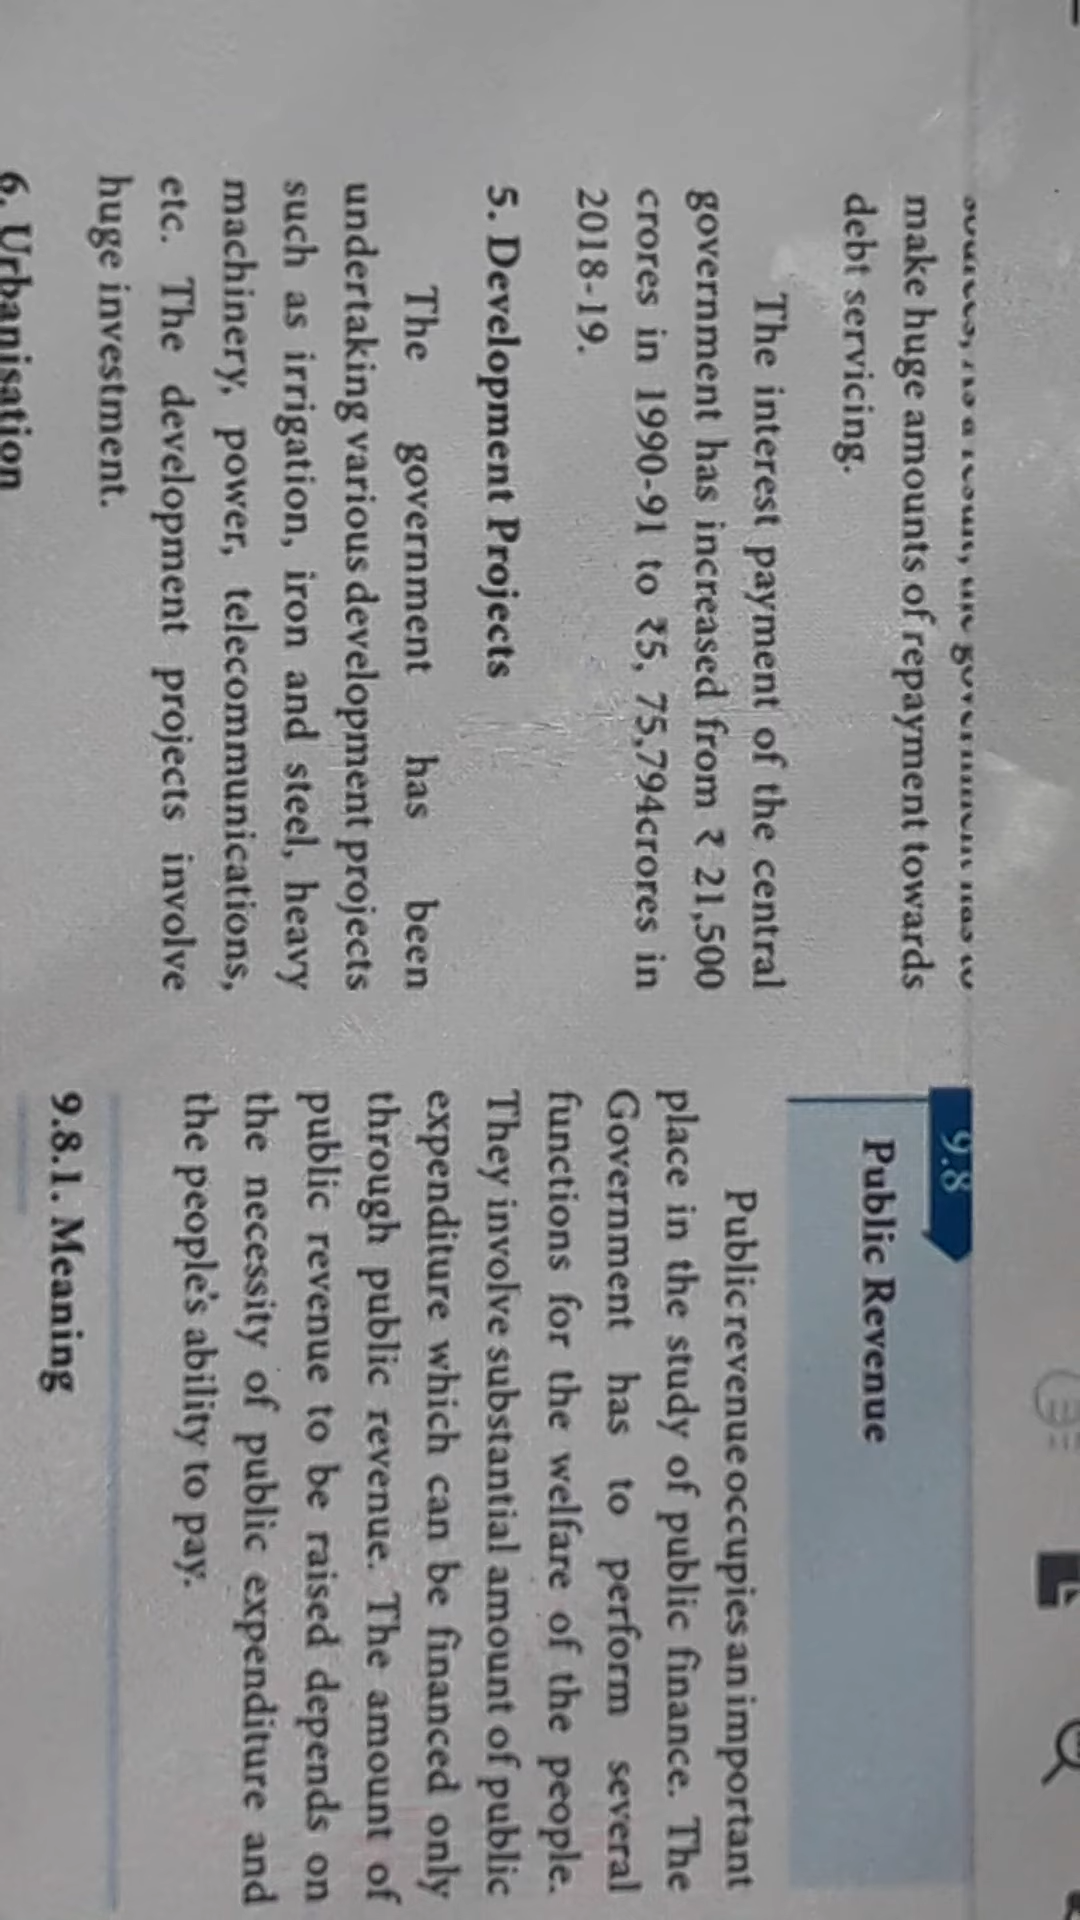 make huge amounts of repayment towards
debt servicing.
The interest payment of the central
government has increased from ₹ 21,500
crores in 1990-91 to ₹5, 75,794crores in
2018-19.
5. Development Projects
The government has been
undertaking various development projects
such as irrigation, iron and steel, heavy
machinery, power, telecommunications,
etc. The development projects involve
huge investment.
6. Urbanisation
9.8
Public Revenue
Public revenue occupies an important
place in the study of public finance. The
Government has to perform several
functions for the welfare of the people.
They involve substantial amount of public
expenditure which can be financed only
through public revenue. The amount of
public revenue to be raised depends on
the necessity of public expenditure and
the people's ability to pay.
9.8.1. Meaning